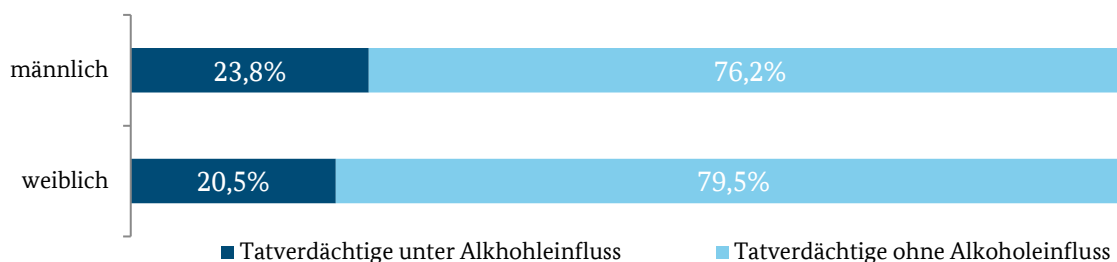 männlich 23,8% 76,2%
weiblich 20,5% 79,5%
Tatverdächtige unter Alkhohleinfluss Tatverdächtige ohne Alkoholeinfluss